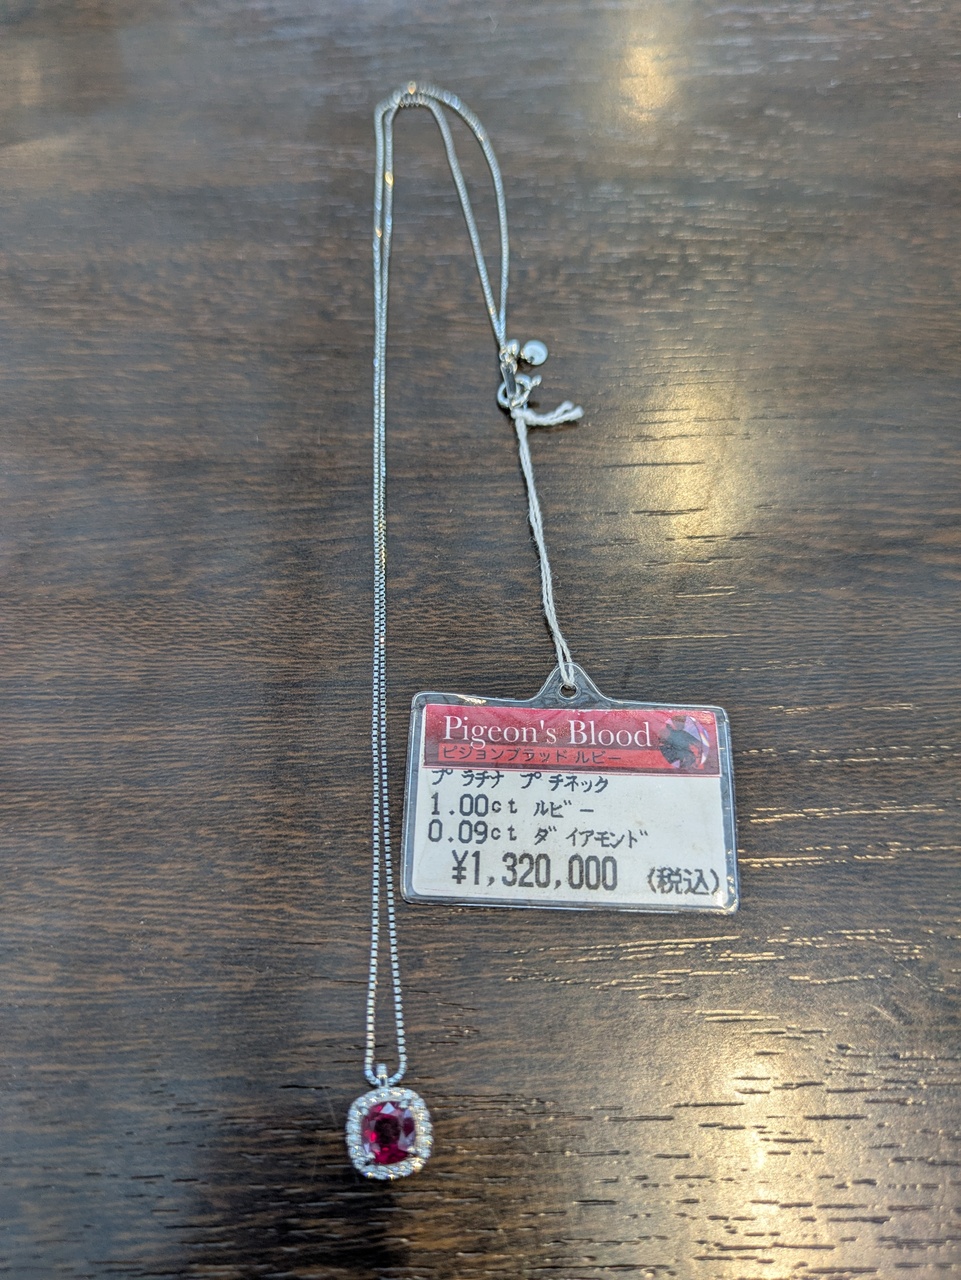 Pigeon's Blood
ピジョンブラッド ルビー
プラチナ プチネック
1.00ct ルビー
0.09ct ダイアモンド
¥1,320,000 (税込)